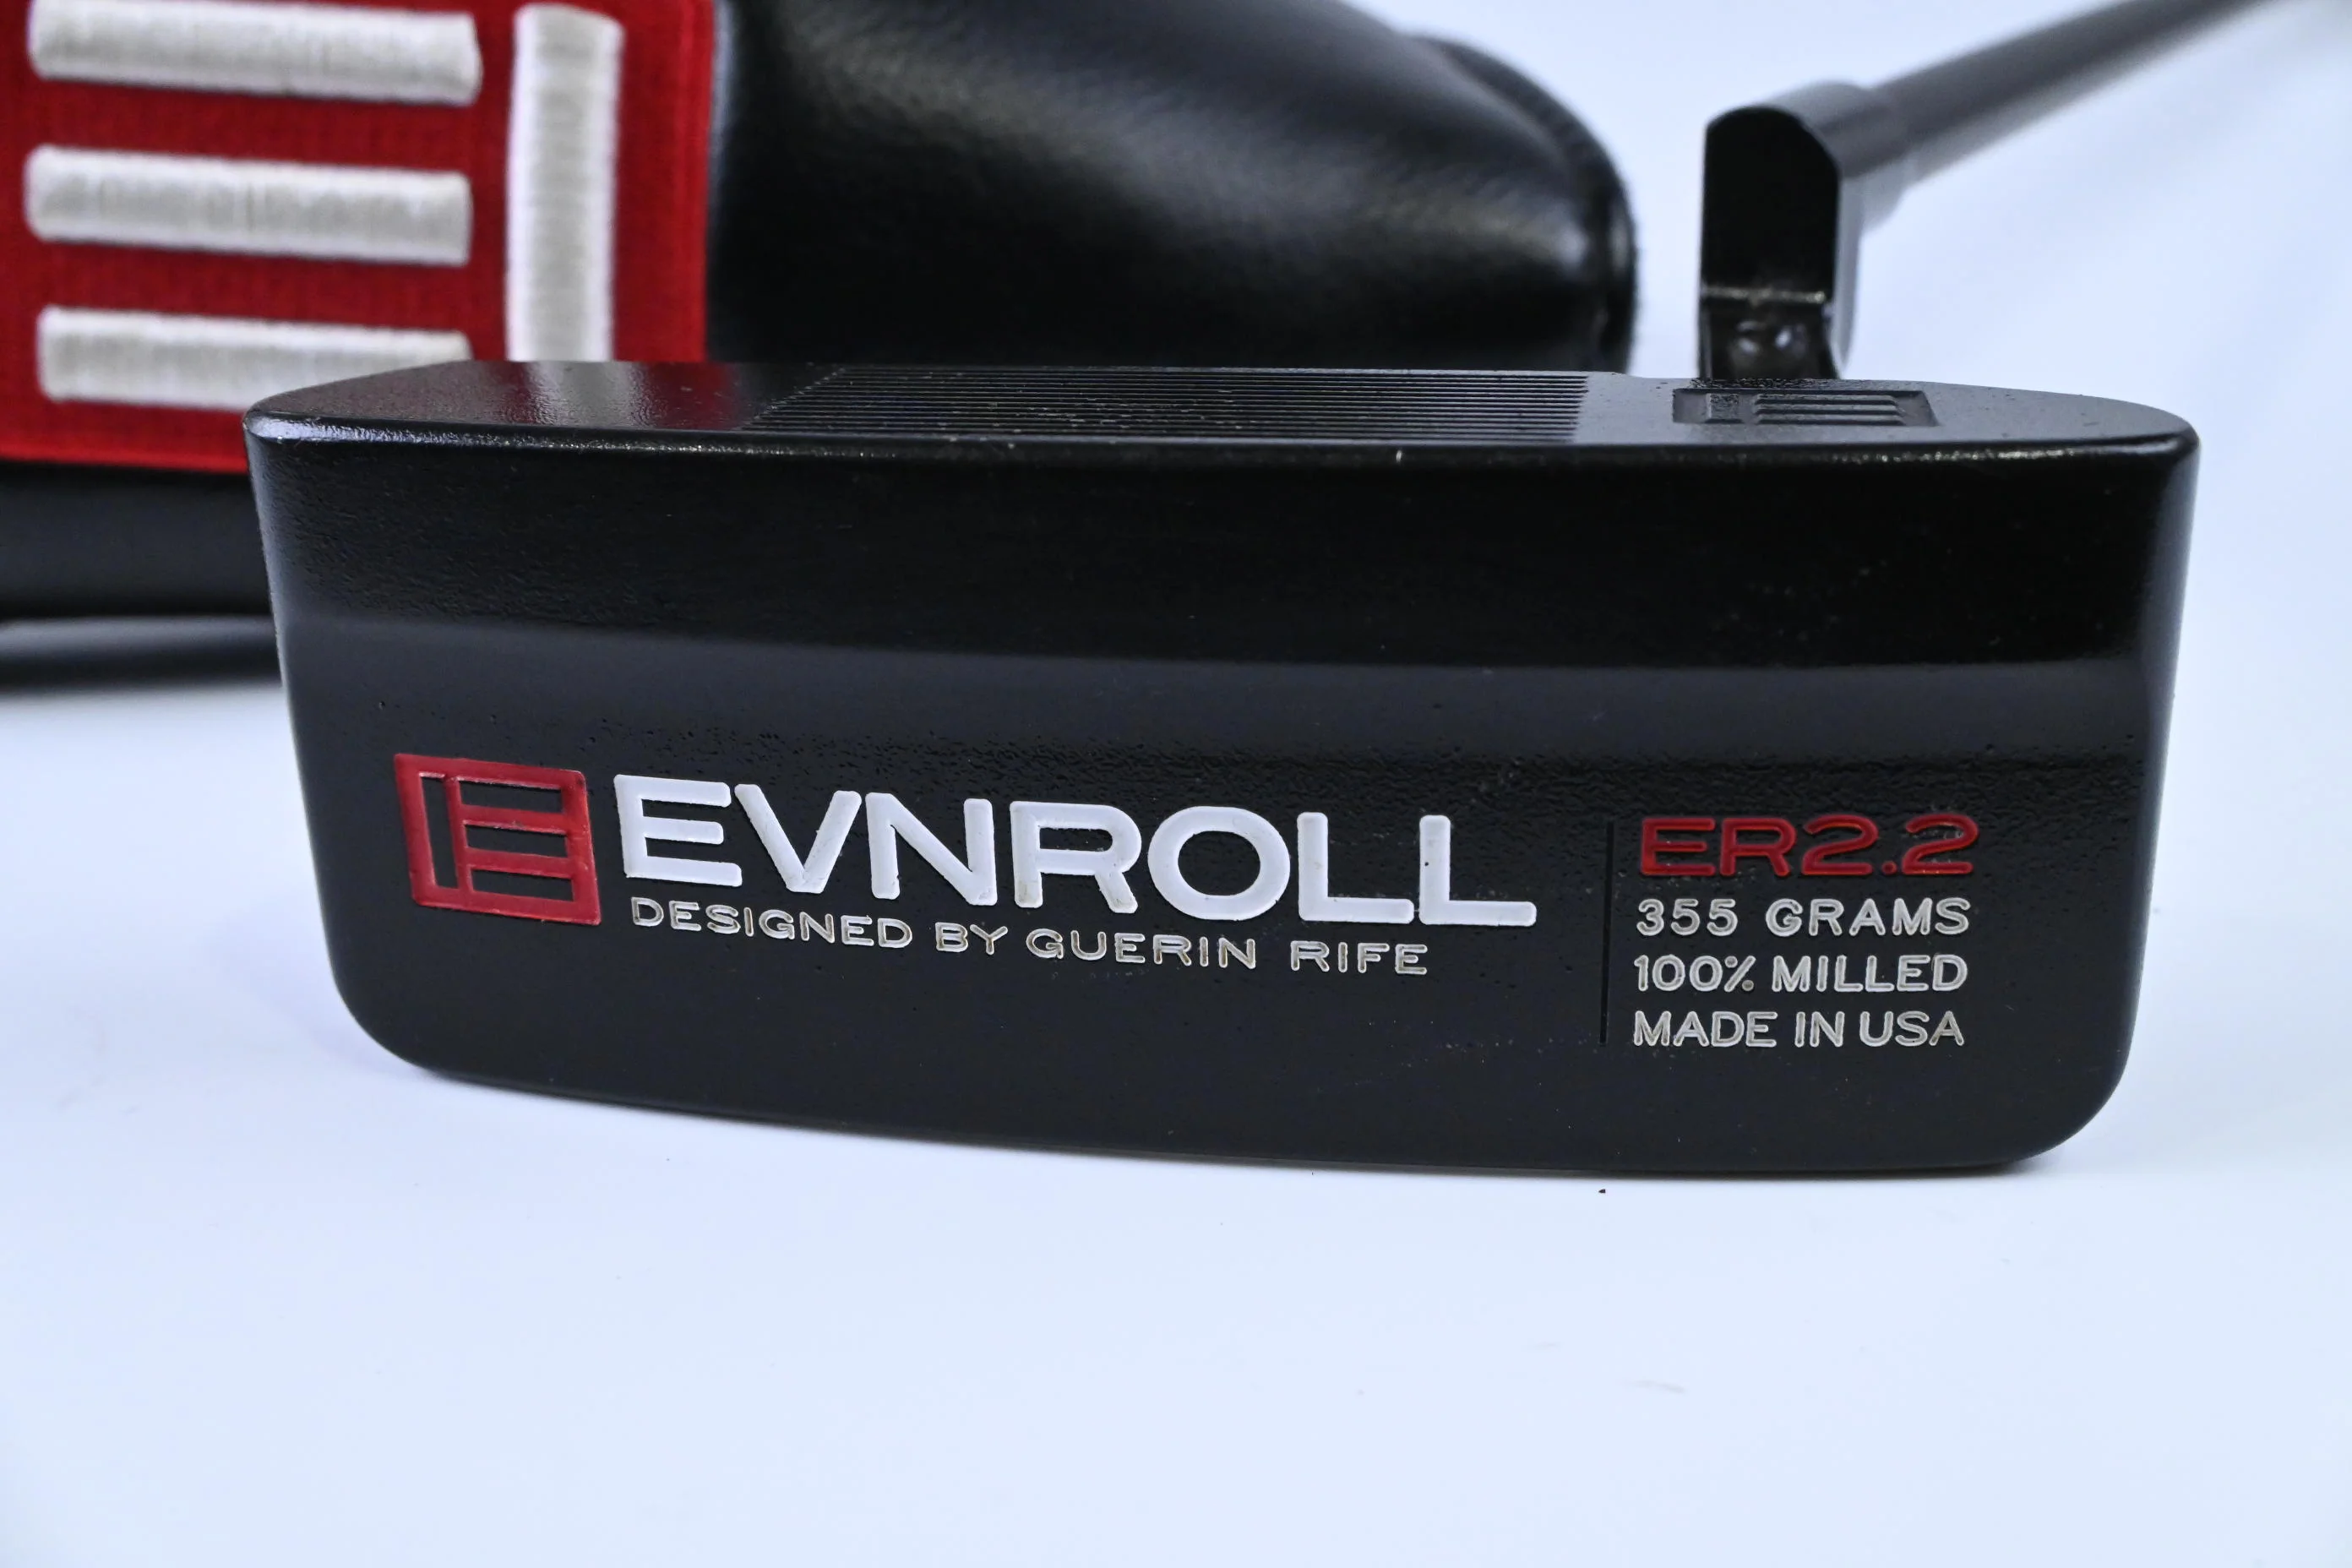 EVNROLL
DESIGNED BY GUERIN RIFE
ER2.2
355 GRAMS
100% MILLED
MADE IN USA